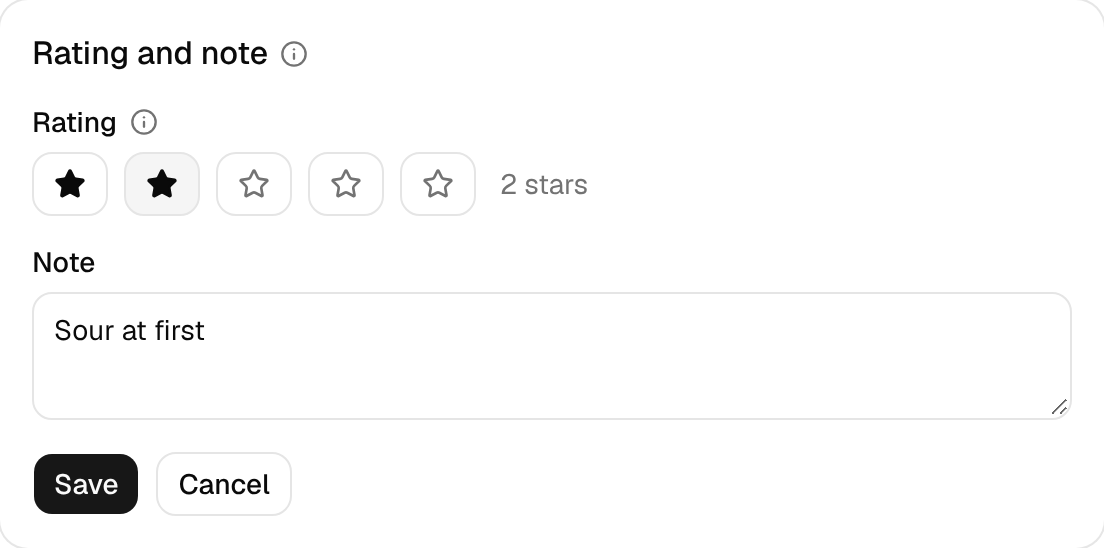 Rating and note
Rating
2 stars
Note
Sour at first
Save
Cancel